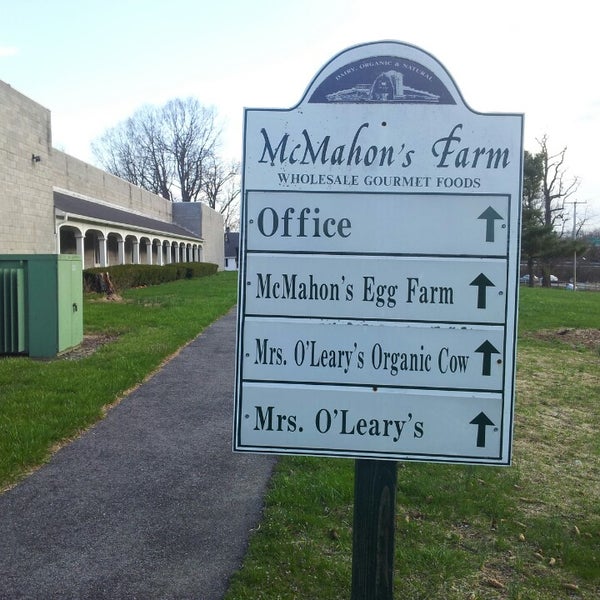 DAIRY, ORGANIC & NATURAL
McMahon's Farm
WHOLESALE GOURMET FOODS
Office
McMahon's Egg Farm
Mrs. O'Leary's Organic Cow
Mrs. O'Leary's